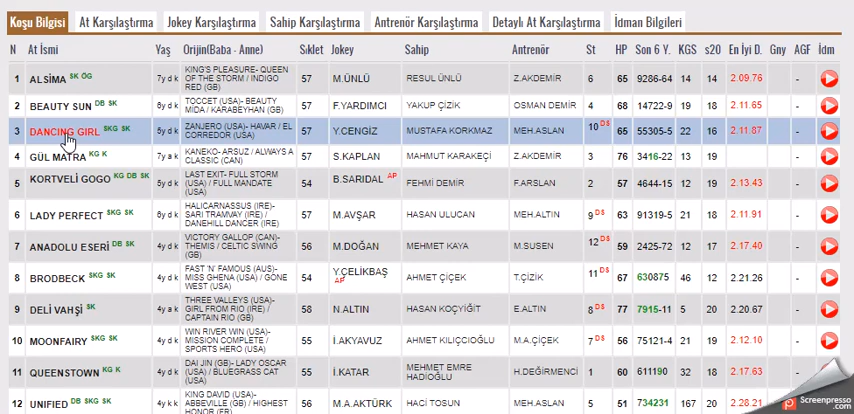 Koşu Bilgisi At Karşılaştırma Jokey Karşılaştırma Sahip Karşılaştırma Antrenör Karşılaştırma Detaylı At Karşılaştırma İdman Bilgileri
N At İsmi Yaş Orijin(Baba - Anne) Sıklet Jokey Sahip Antrenör St HP Son 6 Y. KGS s20 En İyi D. Gny AGF İdm
1 ALSİMA SK ÖG 7y d k KING'S PLEASURE- QUEEN OF THE STORM / INDIGO RED (GB) 57 M.ÜNLÜ RESUL ÜNLÜ Z.AKDEMİR 6 65 9286-64 14 14 2.09.76 -
2 BEAUTY SUN DB SK 8y d k TOCCET (USA)- BEAUTY MIDA / KARABEYHAN (GB) 57 F.YARDIMCI YAKUP ÇİZİK OSMAN DEMİR 4 68 14722-9 19 18 2.11.65 -
3 DANCING GIRL SKG SK 5y d k ZANJERO (USA)- HAVAR / EL CORREDOR (USA) 57 Y.CENGİZ MUSTAFA KORKMAZ MEH.ASLAN 10 DS 65 55305-5 22 16 2.11.87 -
4 GÜL MATRA KG K 7y a k KANEKO- ARSUZ / ALWAYS A CLASSIC (CAN) 57 S.KAPLAN MAHMUT KARAKEÇİ Z.AKDEMİR 3 76 3416-22 13 19 -
5 KORTVELİ GOGO KG DB SK 5y d k LAST EXIT- FULL STORM (USA) / FULL MANDATE (USA) 54 B.SARIDAL AP FEHMİ DEMİR F.ARSLAN 2 57 4644-15 12 19 2.13.43 -
6 LADY PERFECT SKG SK 4y d k HALICARNASSUS (IRE)- SARI TRAMVAY (IRE) / DANEHILL DANCER (IRE) 57 M.AVŞAR HASAN ULUCAN MEH.ALTIN 9 DS 63 91319-5 21 18 2.11.91 -
7 ANADOLU ESERİ DB SK 4y d k VICTORY GALLOP (CAN)- THEMIS / CELTIC SWING (GB) 56 M.DOĞAN MEHMET KAYA M.SUSEN 12 DS 59 2425-72 12 17 2.17.40 -
8 BRODBECK SKG SK 4y d k FAST 'N' FAMOUS (AUS)- MISS GHENA (USA) / GONE WEST (USA) 54 Y.ÇELİKBAŞ AP AHMET ÇİÇEK T.ÇİZİK 11 DS 67 630875 46 12 2.21.26 -
9 DELİ VAHŞİ SK 4y a k THREE VALLEYS (USA)- GIRL FROM RIO (IRE) / CAPTAIN RIO (GB) 58 N.ALTIN HASAN KOÇYİĞİT E.ALTIN 8 DS 77 7915-11 5 20 2.20.67 -
10 MOONFAIRY SKG SK 4y d k WIN RIVER WIN (USA)- MISSION COMPLETE / SPORTS HERO (USA) 55 İ.AKYAVUZ AHMET KILIÇCIOĞLU M.A.ÇİÇEK 7 DS 56 75121-4 21 19 2.12.10 -
11 QUEENSTOWN KG K 4y d k DAI JIN (GB)- LADY OSCAR (USA) / BLUEGRASS CAT (USA) 55 İ.KATAR MEHMET EMRE HADİOĞLU H.DEĞİRMENCİ 1 60 611190 32 18 2.17.63 -
12 UNIFIED DB SKG SK 4y k k KING DAVID (USA)- ABBEVILLE (GB) / HIGHEST HONOR (FR) 56 M.A.AKTÜRK HACİ TOSUN MEH.ASLAN 5 51 734231 167 20 2.28.21
Screenpresso
.com